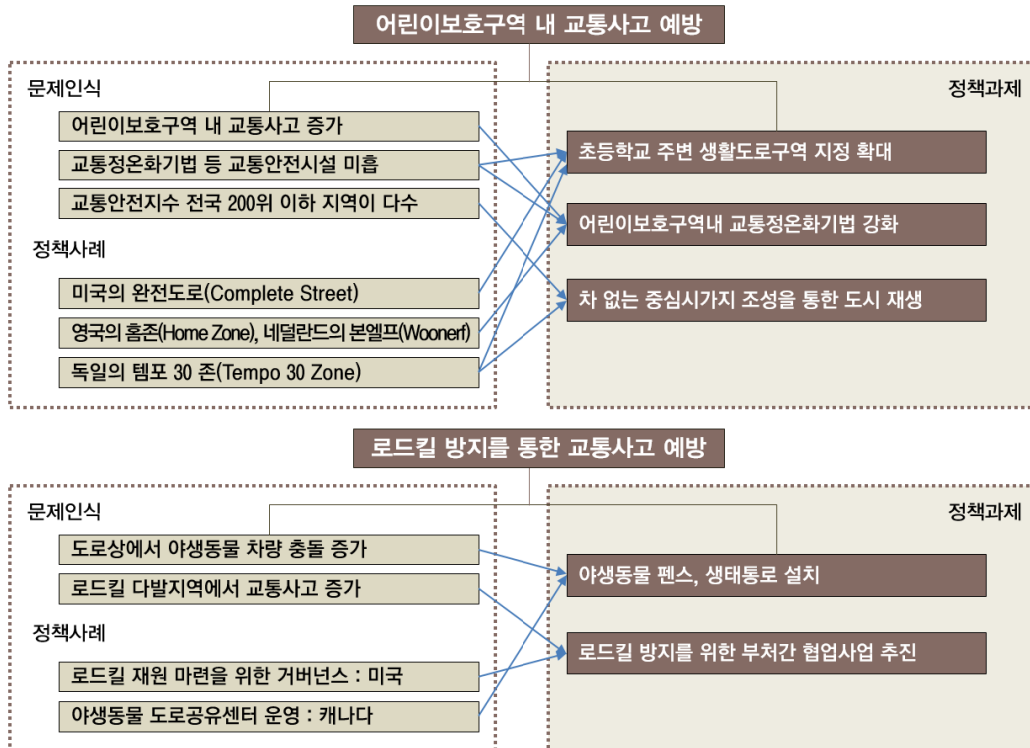 어린이보호구역 내 교통사고 예방
문제인식
어린이보호구역 내 교통사고 증가
교통정온화기법 등 교통안전시설 미흡
교통안전지수 전국 200위 이하 지역이 다수
정책사례
미국의 완전도로(Complete Street)
영국의 홈존(Home Zone), 네덜란드의 본엘프(Woonerf)
독일의 템포 30 존(Tempo 30 Zone)
정책과제
초등학교 주변 생활도로구역 지정 확대
어린이보호구역내 교통정온화기법 강화
차 없는 중심시가지 조성을 통한 도시 재생
로드킬 방지를 통한 교통사고 예방
문제인식
도로상에서 야생동물 차량 충돌 증가
로드킬 다발지역에서 교통사고 증가
정책사례
로드킬 재원 마련을 위한 거버넌스 : 미국
야생동물 도로공유센터 운영 : 캐나다
정책과제
야생동물 펜스, 생태통로 설치
로드킬 방지를 위한 부처간 협업사업 추진